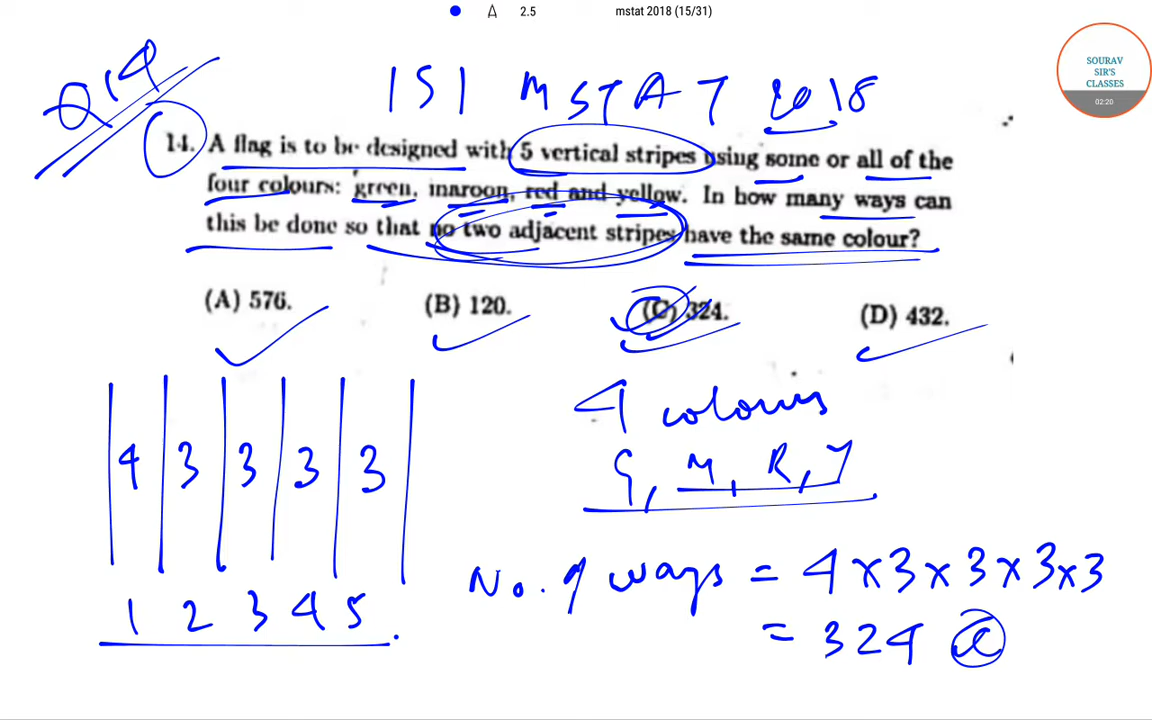 A 2.5 mstat 2018 (15/31)
SOURAV
SIR'S
CLASSES
02:20
Q14
ISI MSTAT 2018
14. A flag is to be designed with 5 vertical stripes using some or all of the
four colours: green, maroon, red and yellow. In how many ways can
this be done so that no two adjacent stripes have the same colour?
(A) 576. (B) 120. (C) 324. (D) 432.
4 colours
G, M, R, Y
4 3 3 3 3
1 2 3 4 5.
No. of ways = 4 x 3 x 3 x 3 x 3
= 324 C